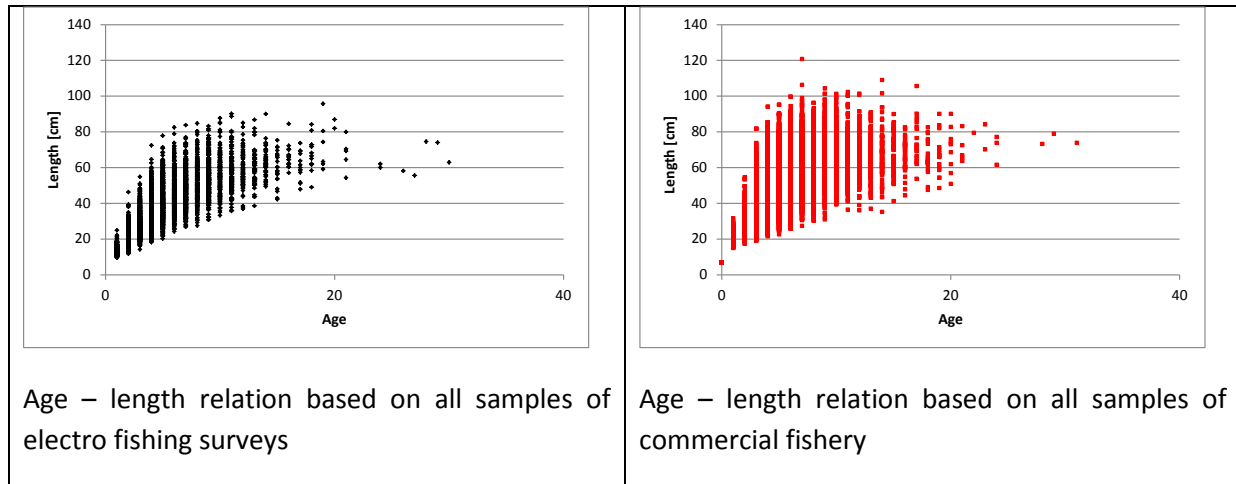 140
120
100
80
60
40
20
0
Length [cm]
0 20 40
Age
Age – length relation based on all samples of
electro fishing surveys
140
120
100
80
60
40
20
0
Length [cm]
0 20 40
Age
Age – length relation based on all samples of
commercial fishery